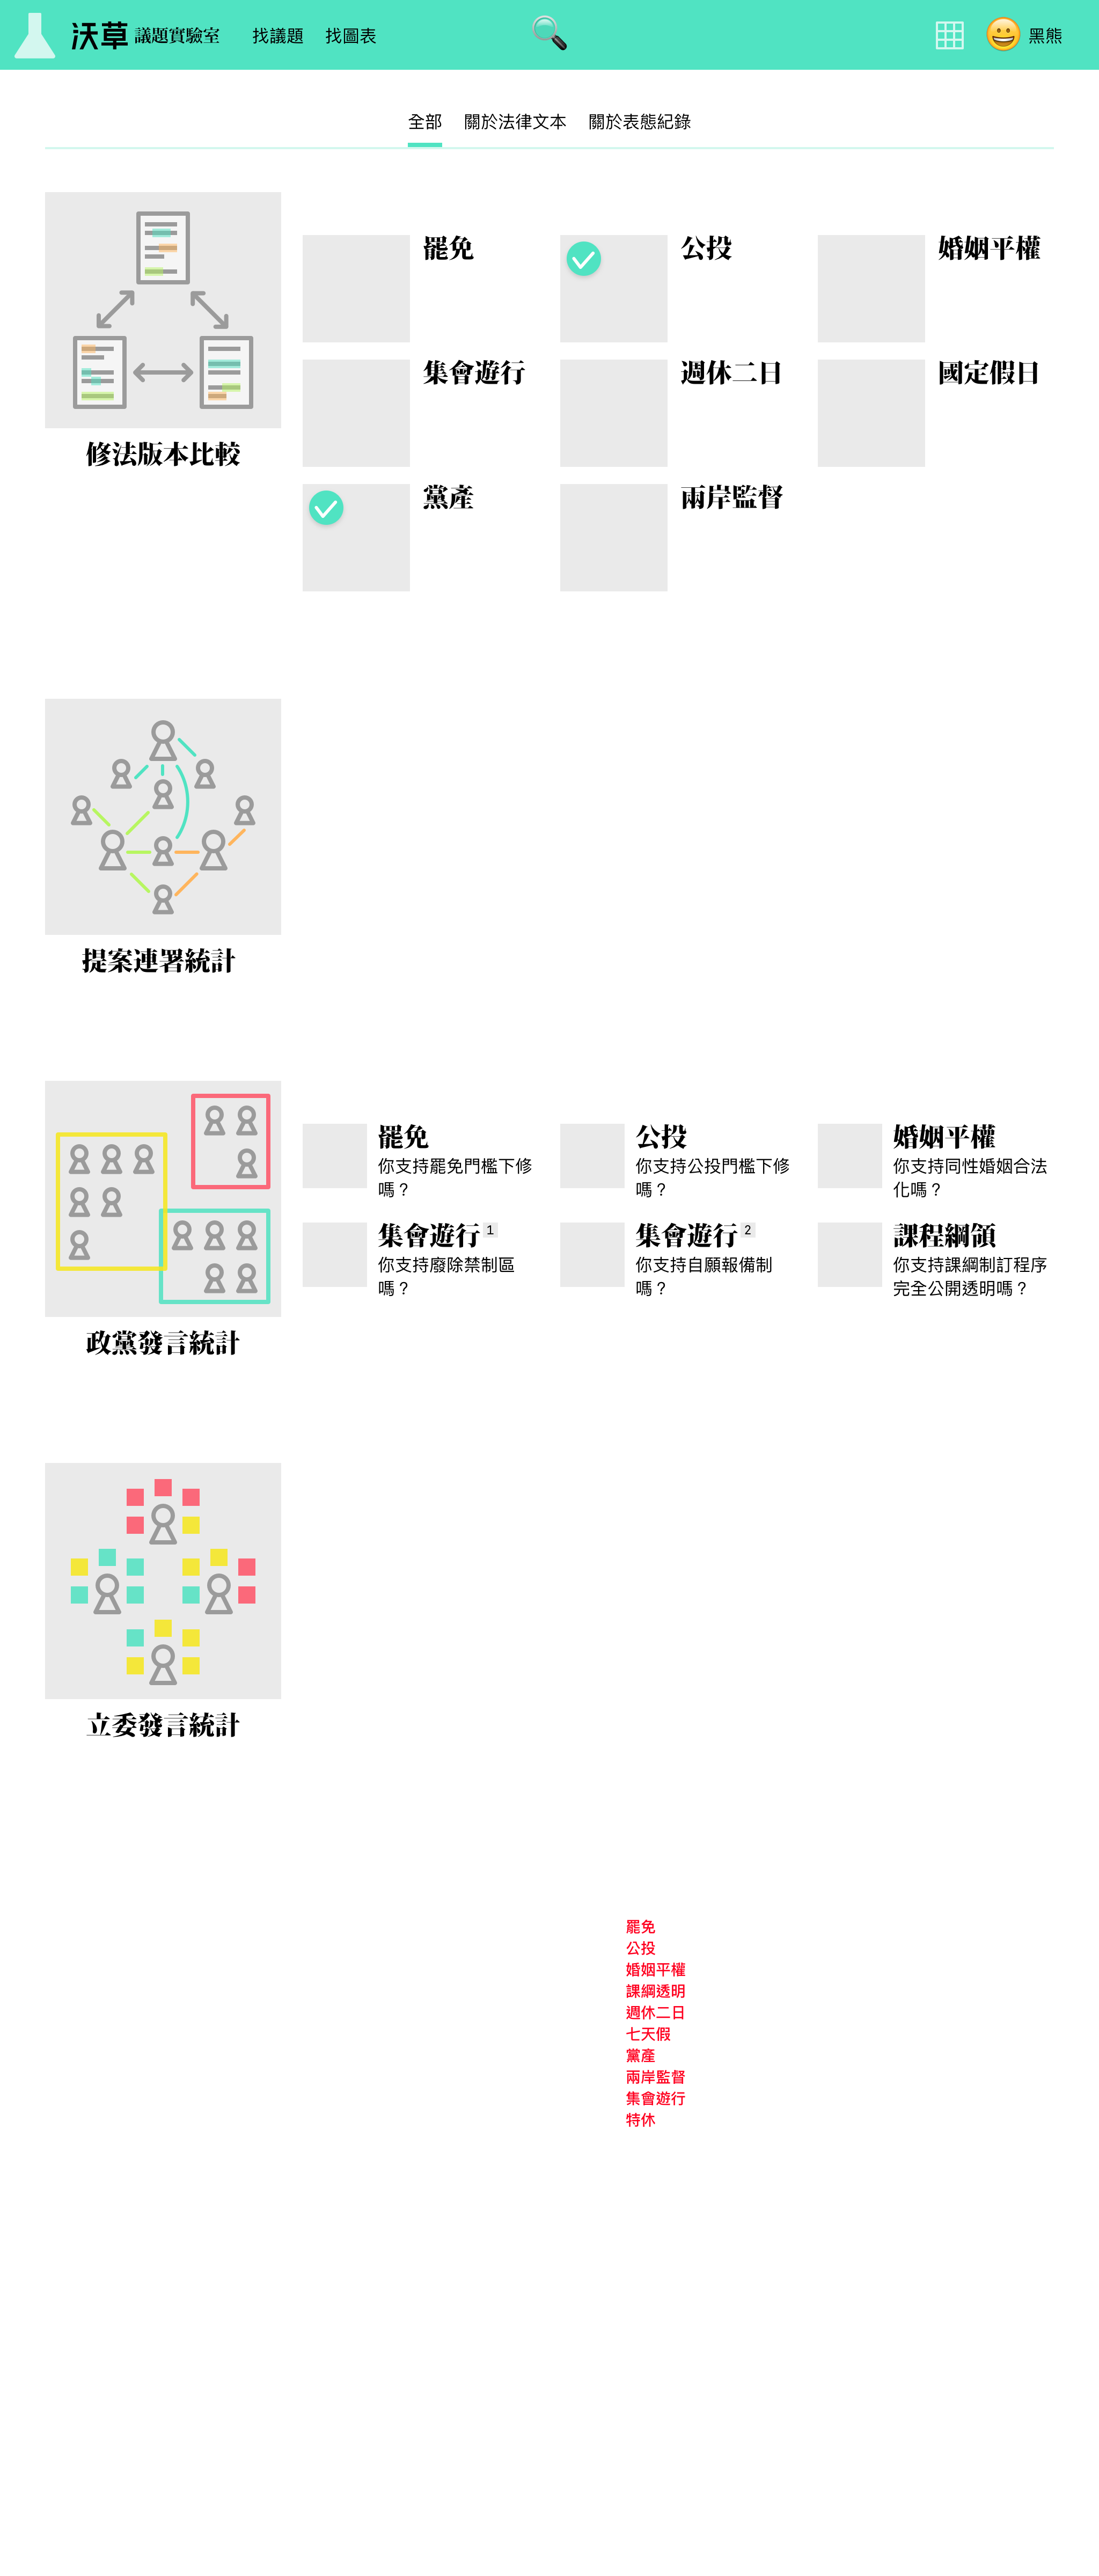 沃草 議題實驗室 找議題 找圖表 黑熊
全部 關於法律文本 關於表態紀錄
修法版本比較
罷免 公投 婚姻平權
集會遊行 週休二日 國定假日
黨產 兩岸監督
提案連署統計
政黨發言統計
罷免
你支持罷免門檻下修
嗎？
公投
你支持公投門檻下修
嗎？
婚姻平權
你支持同性婚姻合法
化嗎？
集會遊行 1
你支持廢除禁制區
嗎？
集會遊行 2
你支持自願報備制
嗎？
課程綱領
你支持課綱制訂程序
完全公開透明嗎？
立委發言統計
罷免
公投
婚姻平權
課綱透明
週休二日
七天假
黨產
兩岸監督
集會遊行
特休